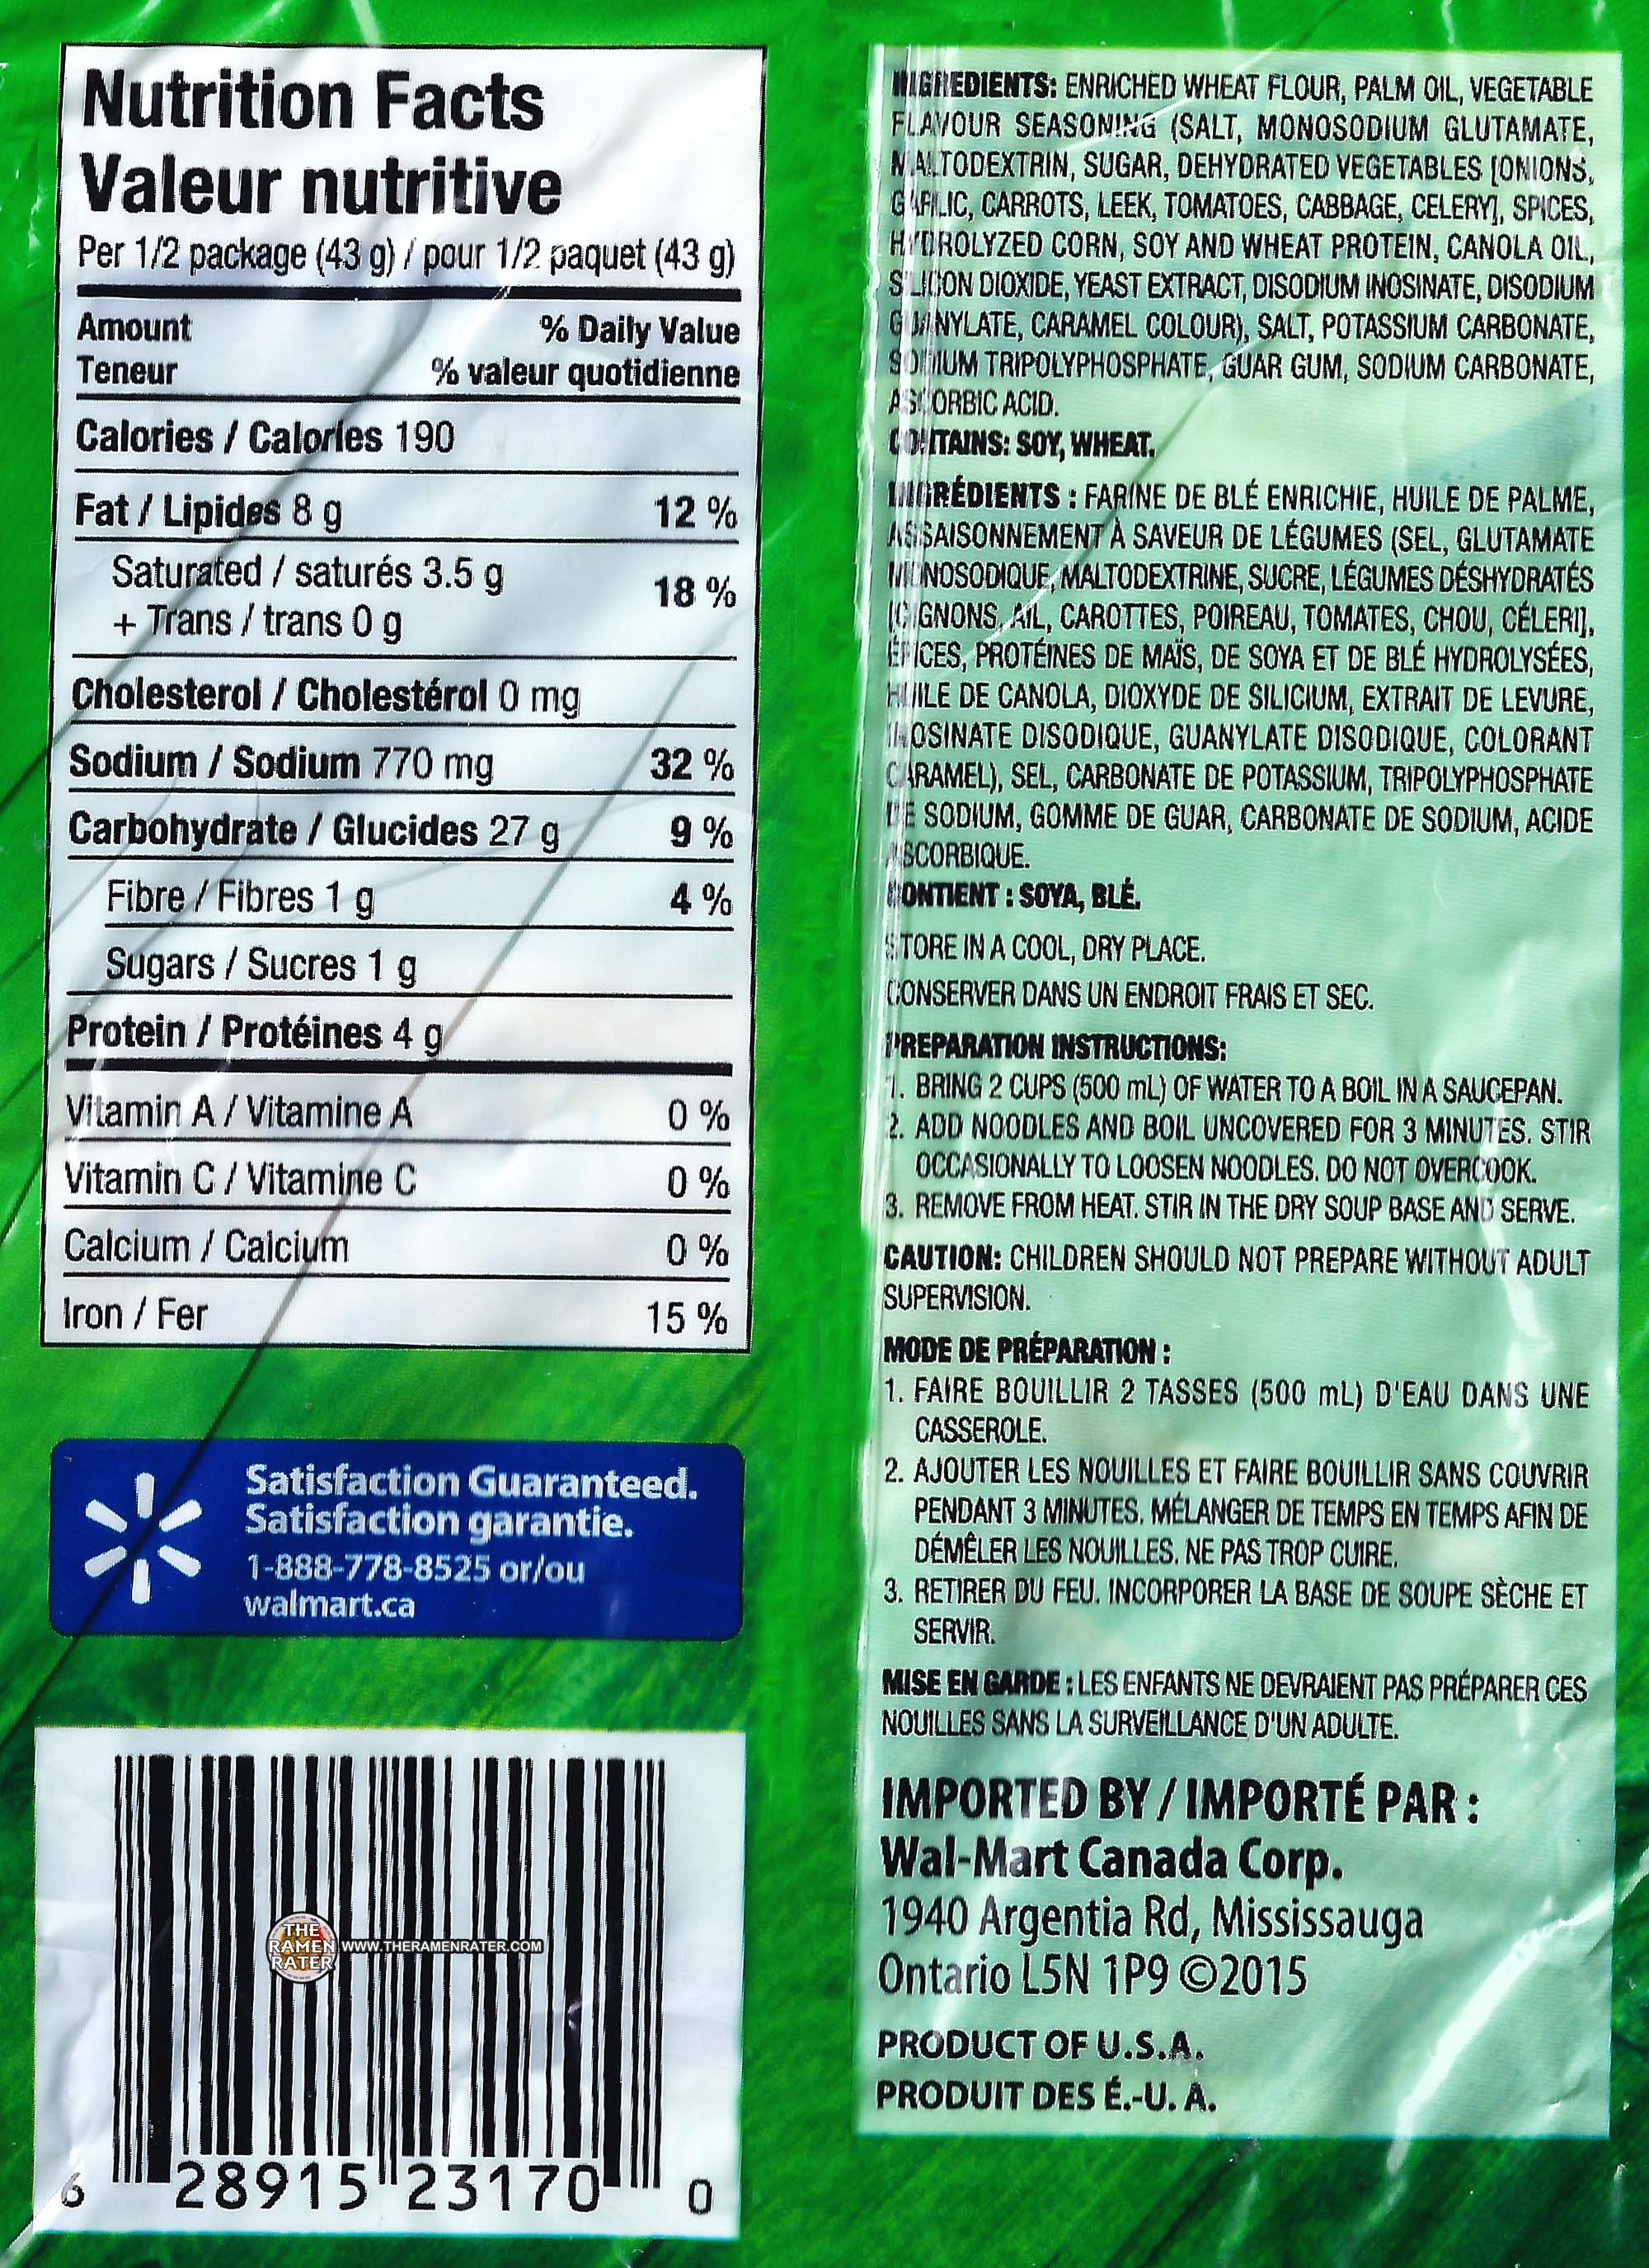 Nutrition Facts
Valeur nutritive
Per 1/2 package (43 g) / pour 1/2 paquet (43 g)
Amount % Daily Value
Teneur % valeur quotidienne
Calories / Calories 190
Fat / Lipides 8 g 12 %
Saturated / saturés 3.5 g
+ Trans / trans 0 g 18 %
Cholesterol / Cholestérol 0 mg
Sodium / Sodium 770 mg 32 %
Carbohydrate / Glucides 27 g 9 %
Fibre / Fibres 1 g 4 %
Sugars / Sucres 1 g
Protein / Protéines 4 g
Vitamin A / Vitamine A 0 %
Vitamin C / Vitamine C 0 %
Calcium / Calcium 0 %
Iron / Fer 15 %
Satisfaction Guaranteed.
Satisfaction garantie.
1-888-778-8525 or/ou
walmart.ca
THE
RAMEN
RATER
WWW.THERAMENRATER.COM
6 28915 23170 0
INGREDIENTS: ENRICHED WHEAT FLOUR, PALM OIL, VEGETABLE
FLAVOUR SEASONING (SALT, MONOSODIUM GLUTAMATE,
MALTODEXTRIN, SUGAR, DEHYDRATED VEGETABLES [ONIONS,
GARLIC, CARROTS, LEEK, TOMATOES, CABBAGE, CELERY], SPICES,
HYDROLYZED CORN, SOY AND WHEAT PROTEIN, CANOLA OIL,
SILICON DIOXIDE, YEAST EXTRACT, DISODIUM INOSINATE, DISODIUM
GUANYLATE, CARAMEL COLOUR), SALT, POTASSIUM CARBONATE,
SODIUM TRIPOLYPHOSPHATE, GUAR GUM, SODIUM CARBONATE,
ASCORBIC ACID.
CONTAINS: SOY, WHEAT.
INGRÉDIENTS : FARINE DE BLÉ ENRICHIE, HUILE DE PALME,
ASSAISONNEMENT À SAVEUR DE LÉGUMES (SEL, GLUTAMATE
MONOSODIQUE, MALTODEXTRINE, SUCRE, LÉGUMES DÉSHYDRATÉS
[OIGNONS, AIL, CAROTTES, POIREAU, TOMATES, CHOU, CÉLERI],
ÉPICES, PROTÉINES DE MAÏS, DE SOYA ET DE BLÉ HYDROLYSÉES,
HUILE DE CANOLA, DIOXYDE DE SILICIUM, EXTRAIT DE LEVURE,
INOSINATE DISODIQUE, GUANYLATE DISODIQUE, COLORANT
CARAMEL), SEL, CARBONATE DE POTASSIUM, TRIPOLYPHOSPHATE
DE SODIUM, GOMME DE GUAR, CARBONATE DE SODIUM, ACIDE
ASCORBIQUE.
CONTIENT : SOYA, BLÉ.
STORE IN A COOL, DRY PLACE.
CONSERVER DANS UN ENDROIT FRAIS ET SEC.
PREPARATION INSTRUCTIONS:
1. BRING 2 CUPS (500 mL) OF WATER TO A BOIL IN A SAUCEPAN.
2. ADD NOODLES AND BOIL UNCOVERED FOR 3 MINUTES. STIR
OCCASIONALLY TO LOOSEN NOODLES. DO NOT OVERCOOK.
3. REMOVE FROM HEAT. STIR IN THE DRY SOUP BASE AND SERVE.
CAUTION: CHILDREN SHOULD NOT PREPARE WITHOUT ADULT
SUPERVISION.
MODE DE PRÉPARATION :
1. FAIRE BOUILLIR 2 TASSES (500 mL) D'EAU DANS UNE
CASSEROLE.
2. AJOUTER LES NOUILLES ET FAIRE BOUILLIR SANS COUVRIR
PENDANT 3 MINUTES. MÉLANGER DE TEMPS EN TEMPS AFIN DE
DÉMÊLER LES NOUILLES. NE PAS TROP CUIRE.
3. RETIRER DU FEU. INCORPORER LA BASE DE SOUPE SÈCHE ET
SERVIR.
MISE EN GARDE : LES ENFANTS NE DEVRAIENT PAS PRÉPARER CES
NOUILLES SANS LA SURVEILLANCE D'UN ADULTE.
IMPORTED BY / IMPORTÉ PAR :
Wal-Mart Canada Corp.
1940 Argentia Rd, Mississauga
Ontario L5N 1P9 ©2015
PRODUCT OF U.S.A.
PRODUIT DES É.-U. A.